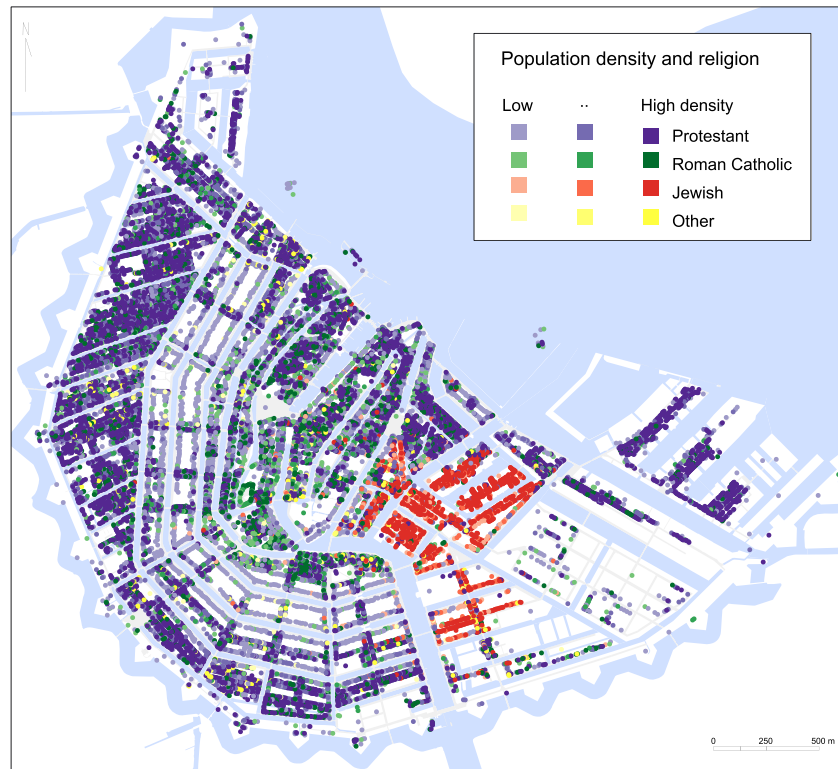 N
Population density and religion
Low .. High density
Protestant
Roman Catholic
Jewish
Other
0 250 500 m